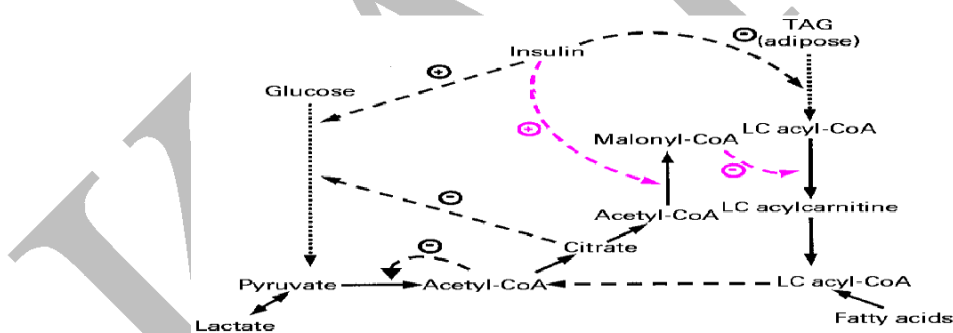 TAG
(adipose)
Insulin
Glucose
Malonyl-CoA
LC acyl-CoA
Acetyl-CoA
LC acylcarnitine
Citrate
Pyruvate
Acetyl-CoA
LC acyl-CoA
Lactate
Fatty acids